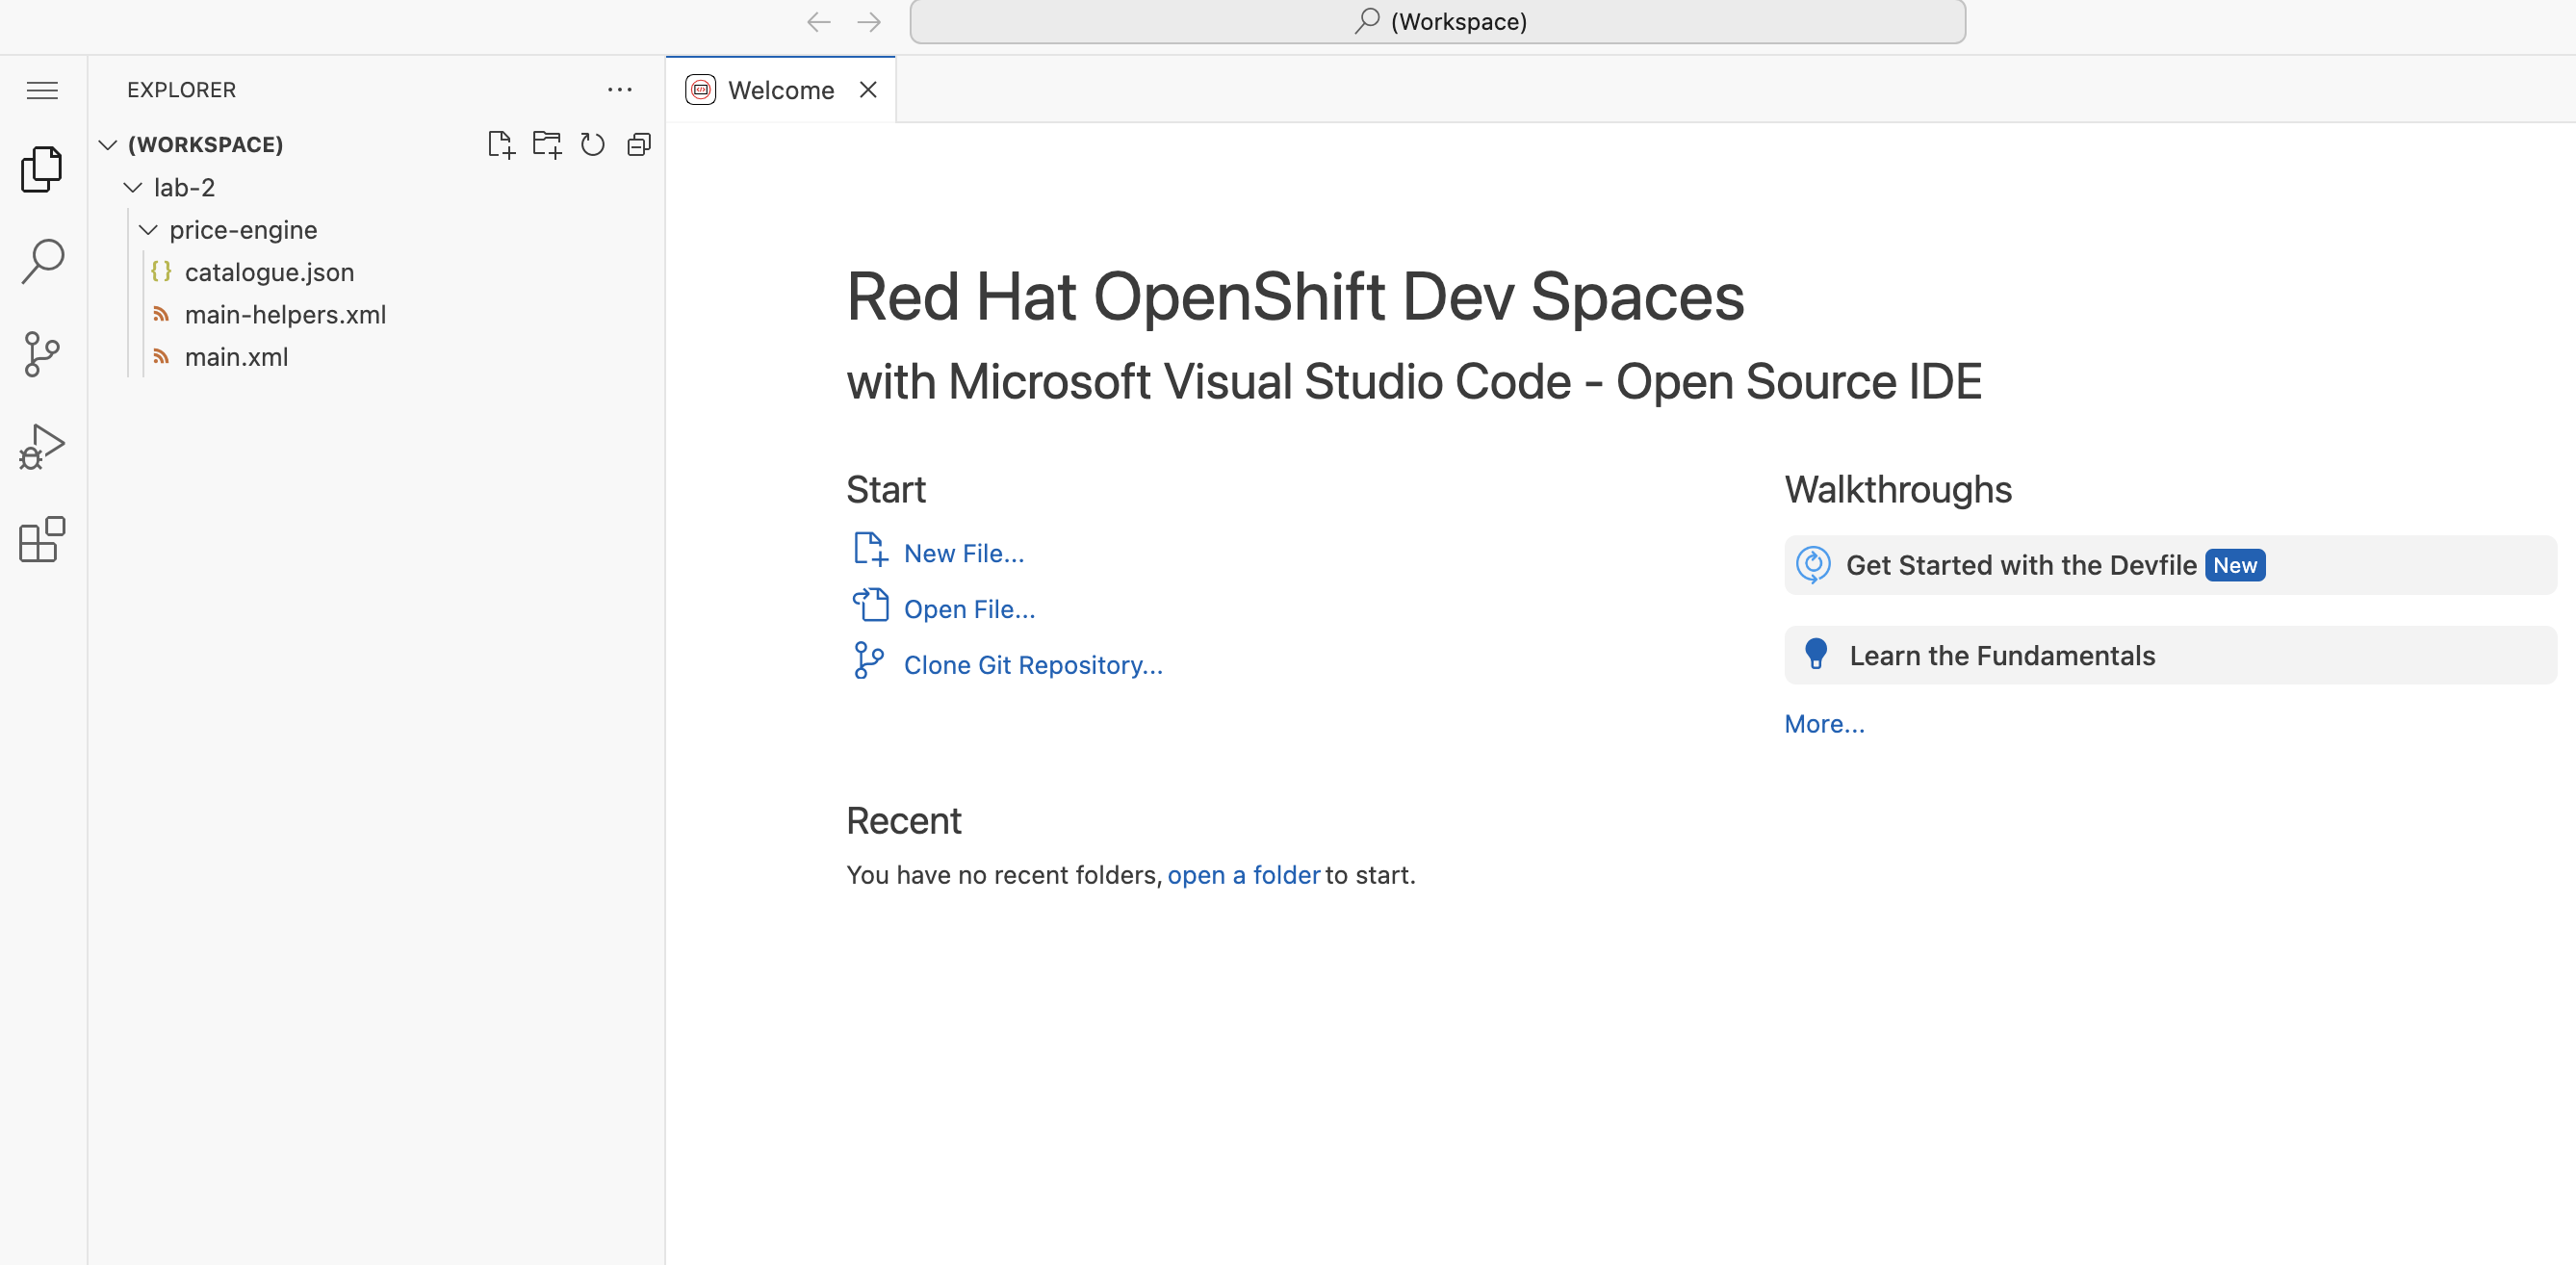 (Workspace)
EXPLORER
(WORKSPACE)
lab-2
price-engine
catalogue.json
main-helpers.xml
main.xml
Welcome
Red Hat OpenShift Dev Spaces
with Microsoft Visual Studio Code - Open Source IDE
Start
New File...
Open File...
Clone Git Repository...
Recent
You have no recent folders, open a folder to start.
Walkthroughs
Get Started with the Devfile New
Learn the Fundamentals
More...